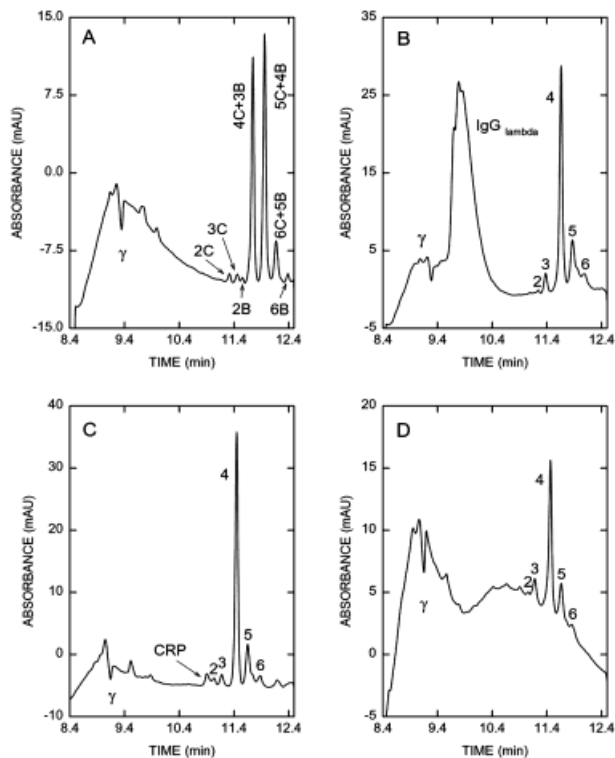 A
ABSORBANCE (mAU)
15.0
7.5
0.0
-7.5
-15.0
γ
2C
3C
2B
4C+3B
5C+4B
6C+5B
6B
8.4 9.4 10.4 11.4 12.4
TIME (min)
B
ABSORBANCE (mAU)
35
25
15
5
-5
γ
IgG lambda
2
3
4
5
6
8.4 9.4 10.4 11.4 12.4
TIME (min)
C
ABSORBANCE (mAU)
40
30
20
10
0
-10
γ
CRP
2
3
4
5
6
8.4 9.4 10.4 11.4 12.4
TIME (min)
D
ABSORBANCE (mAU)
20
15
10
5
0
-5
γ
2
3
4
5
6
8.4 9.4 10.4 11.4 12.4
TIME (min)